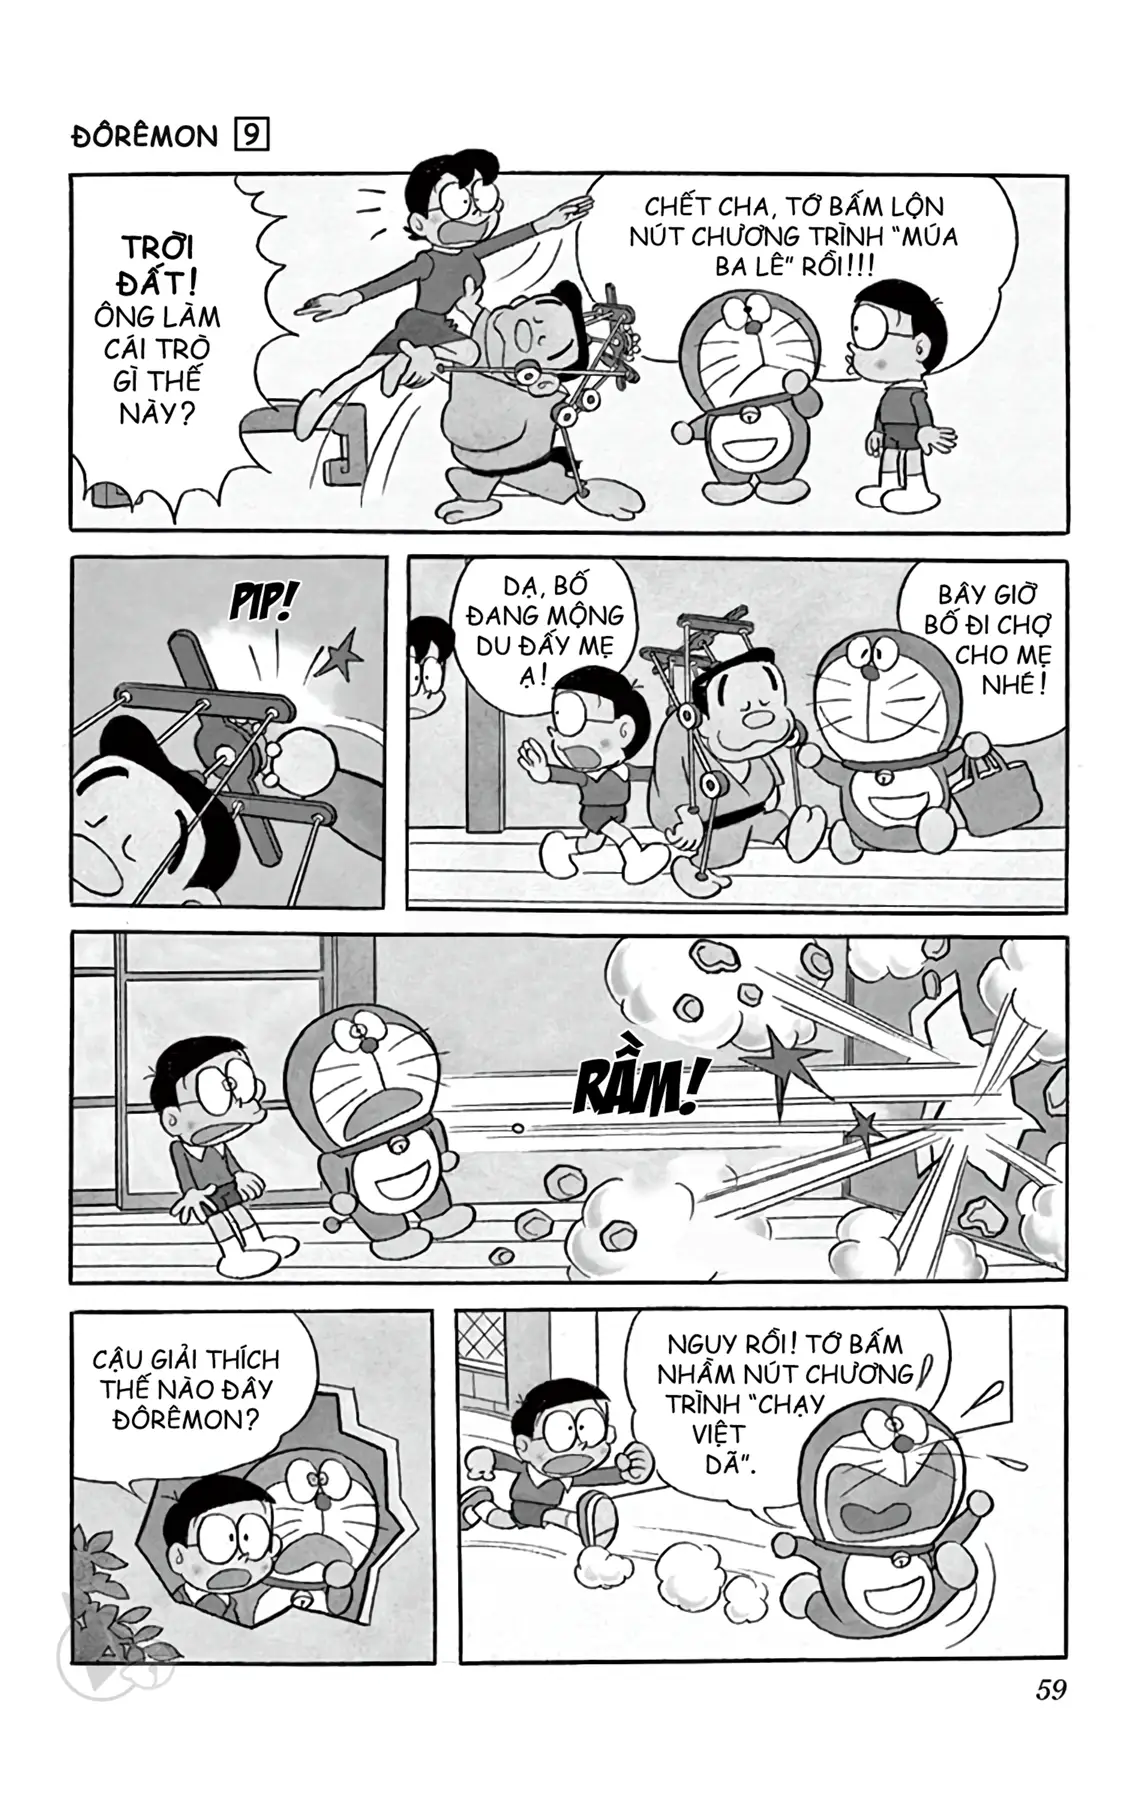 ĐÔRÊMON 9
TRỜI
ĐẤT!
ÔNG LÀM
CÁI TRÒ
GÌ THẾ
NÀY?
CHẾT CHA, TỚ BẤM LỘN
NÚT CHƯƠNG TRÌNH "MÚA
BA LÊ" RỒI!!!
PIP!
DẠ, BỐ
ĐANG MỘNG
DU ĐẤY MẸ
Ạ!
BÂY GIỜ
BỐ ĐI CHỢ
CHO MẸ
NHÉ!
RẦM!
CẬU GIẢI THÍCH
THẾ NÀO ĐÂY
ĐÔRÊMON?
NGUY RỒI! TỚ BẤM
NHẦM NÚT CHƯƠNG
TRÌNH "CHẠY
VIỆT
DÃ".
59